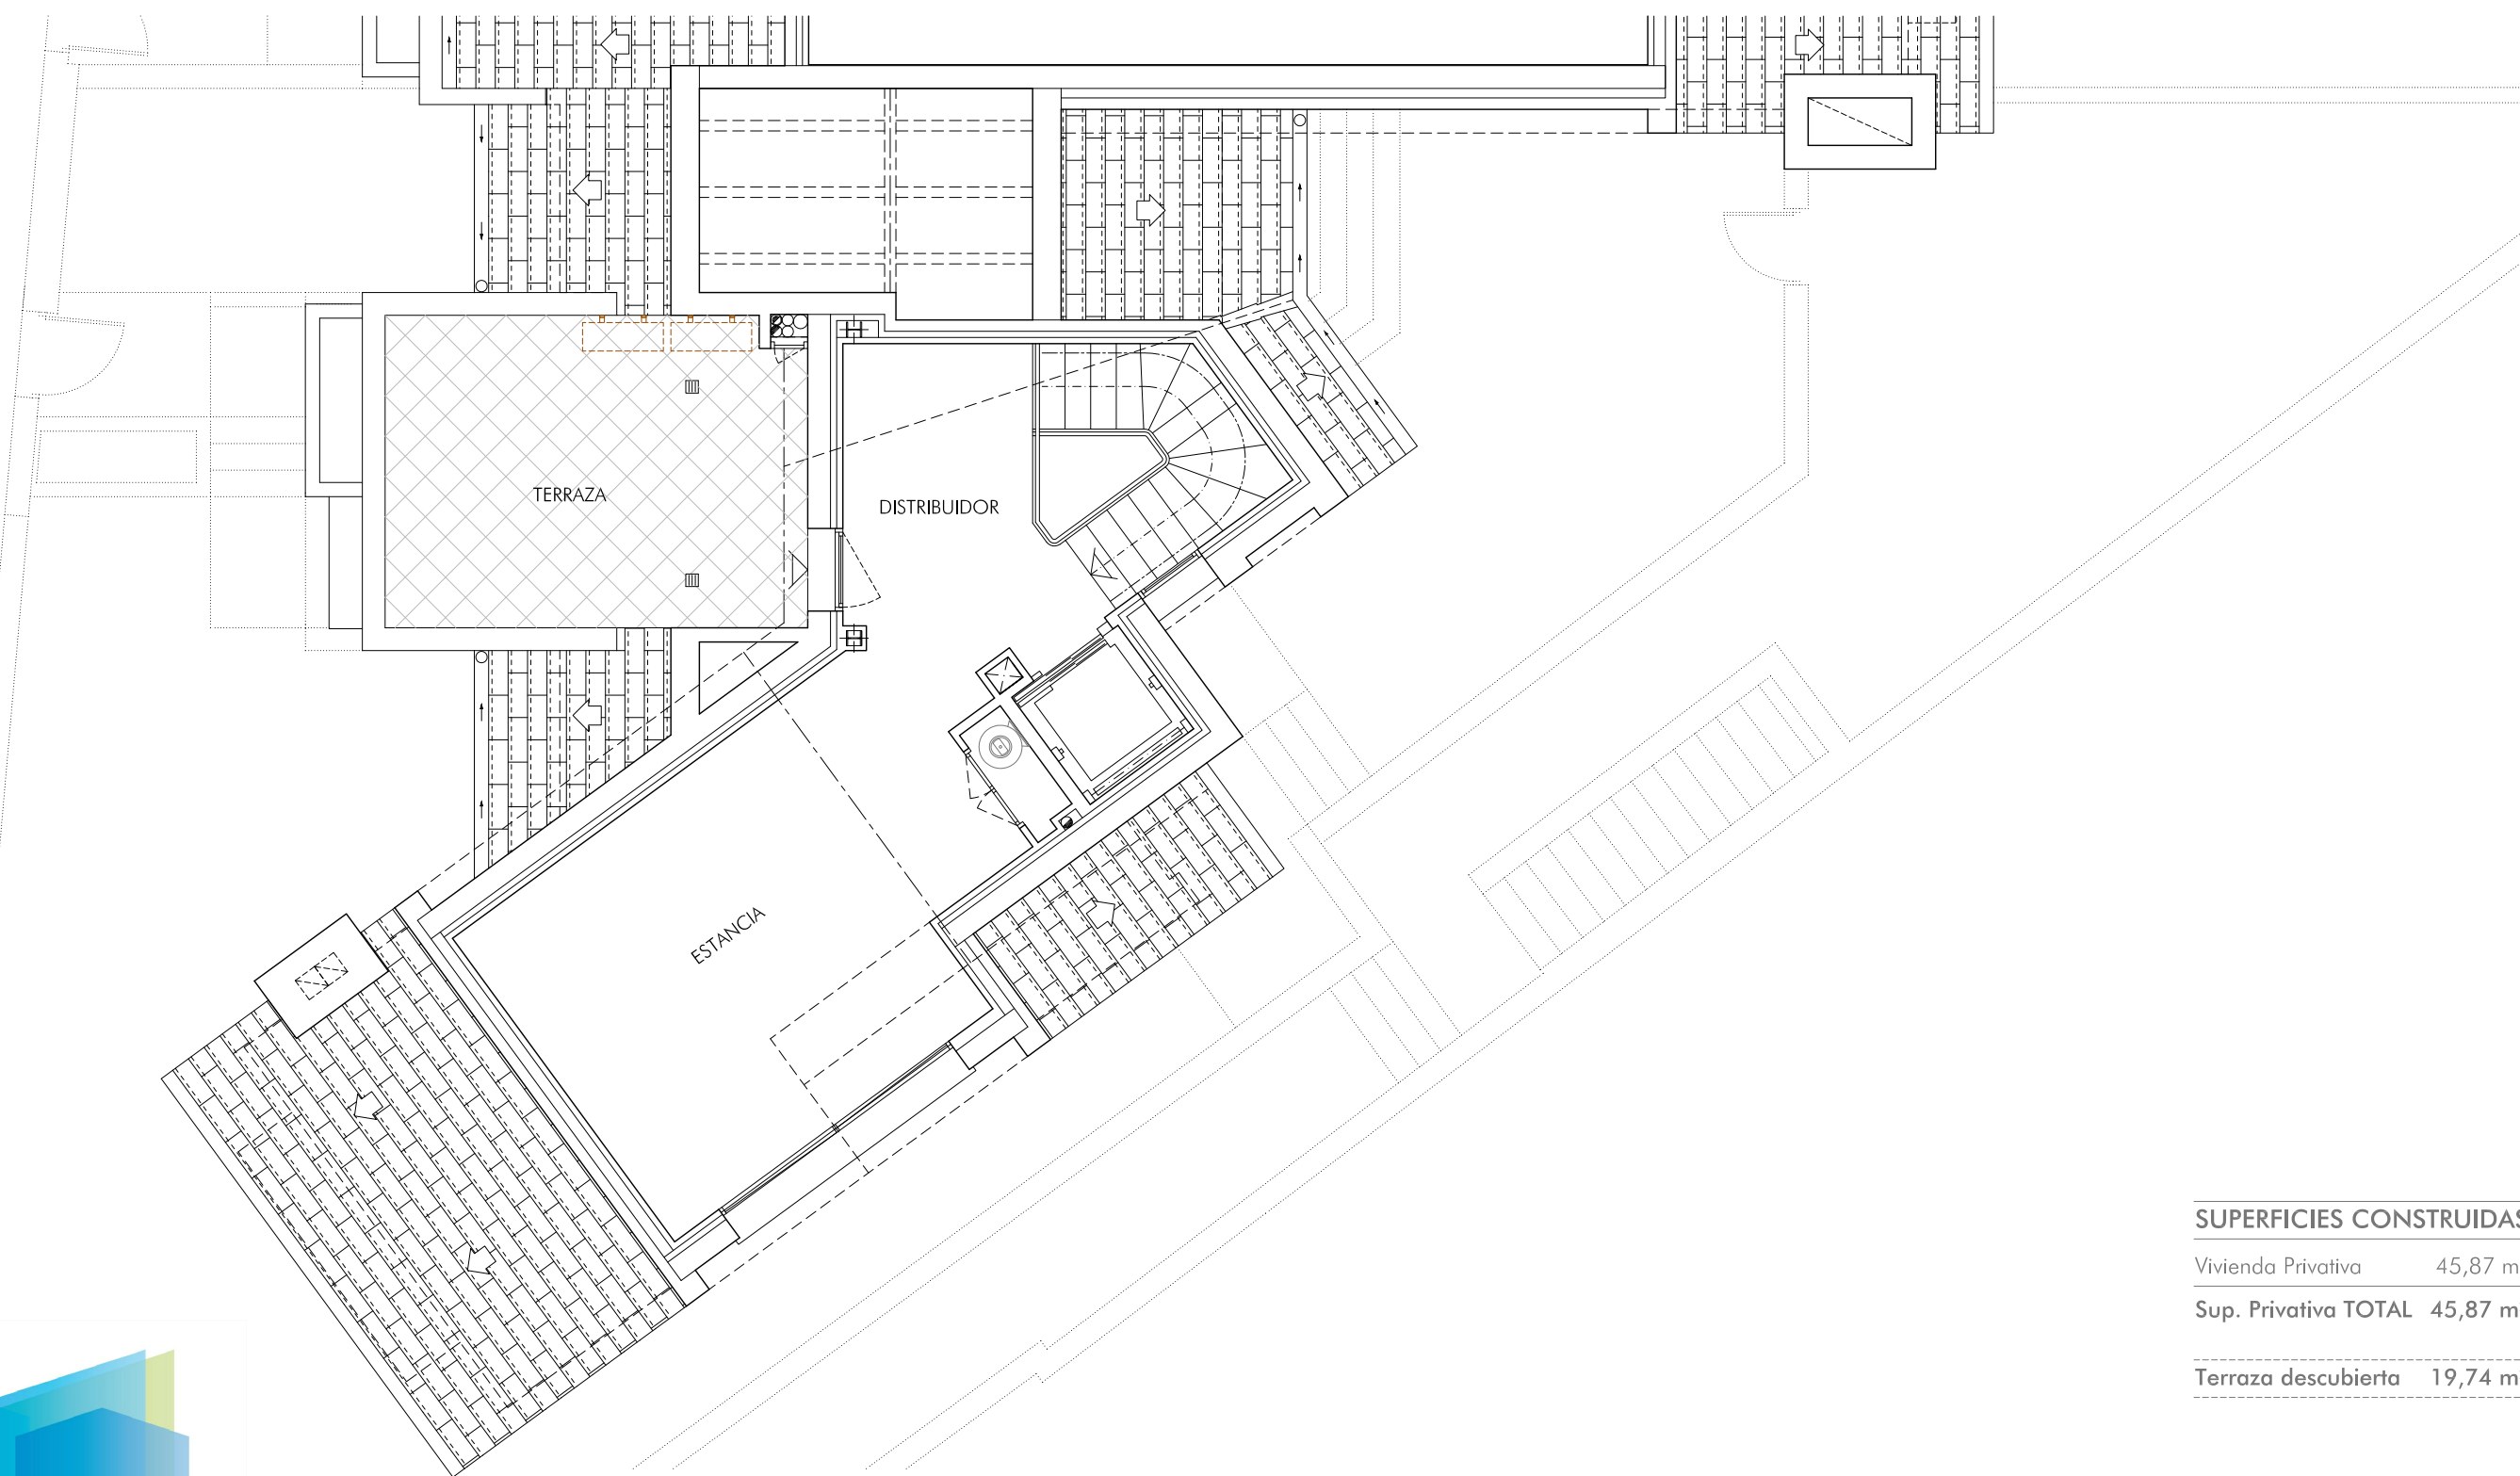 TERRAZA
DISTRIBUIDOR
ESTANCIA
SUPERFICIES CONSTRUIDAS
Vivienda Privativa 45,87 m
Sup. Privativa TOTAL 45,87 m
Terraza descubierta 19,74 m